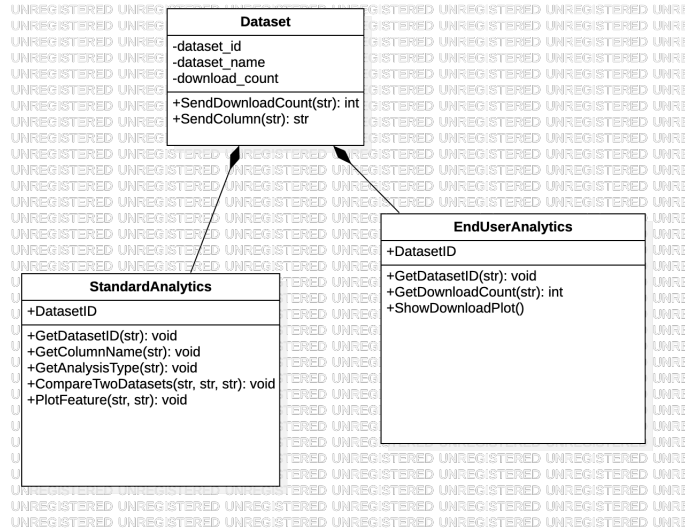 Dataset
-dataset_id
-dataset_name
-download_count
+SendDownloadCount(str): int
+SendColumn(str): str
EndUserAnalytics
+DatasetID
+GetDatasetID(str): void
+GetDownloadCount(str): int
+ShowDownloadPlot()
StandardAnalytics
+DatasetID
+GetDatasetID(str): void
+GetColumnName(str): void
+GetAnalysisType(str): void
+CompareTwoDatasets(str, str, str): void
+PlotFeature(str, str): void
UNREGISTERED